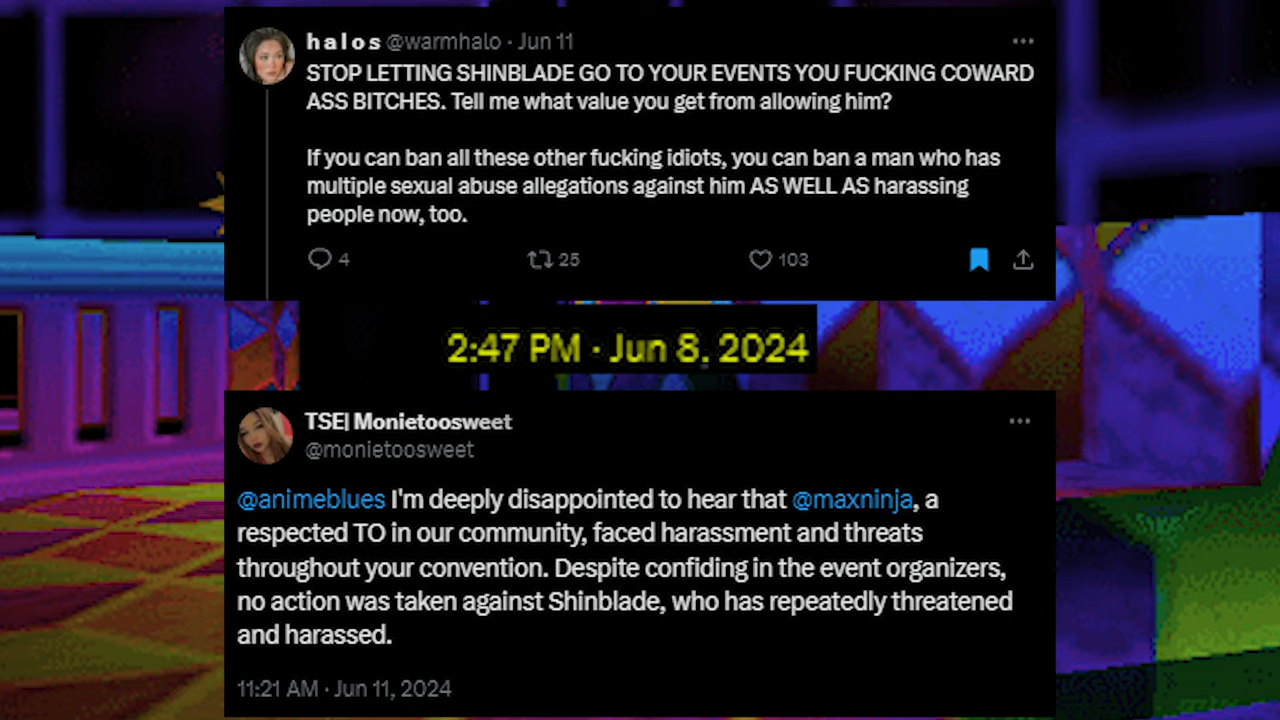 halos @warmhalo · Jun 11
STOP LETTING SHINBLADE GO TO YOUR EVENTS YOU FUCKING COWARD
ASS BITCHES. Tell me what value you get from allowing him?
If you can ban all these other fucking idiots, you can ban a man who has
multiple sexual abuse allegations against him AS WELL AS harassing
people now, too.
4 25 103
2:47 PM · Jun 8, 2024
TSE| Monietoosweet
@monietoosweet
@animeblues I'm deeply disappointed to hear that @maxninja, a
respected TO in our community, faced harassment and threats
throughout your convention. Despite confiding in the event organizers,
no action was taken against Shinblade, who has repeatedly threatened
and harassed.
11:21 AM · Jun 11, 2024